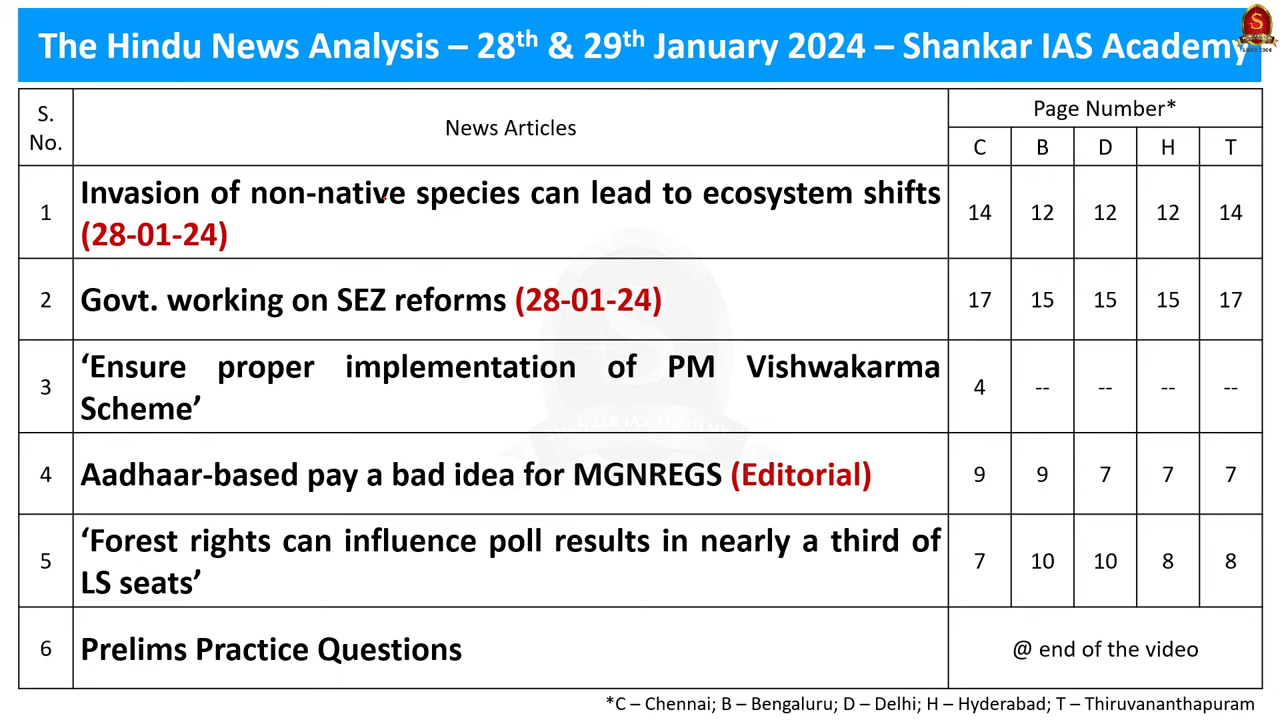 The Hindu News Analysis – 28th & 29th January 2024 – Shankar IAS Academy
S. No.
News Articles
Page Number*
C B D H T
1 Invasion of non-native species can lead to ecosystem shifts
(28-01-24)
14 12 12 12 14
2 Govt. working on SEZ reforms (28-01-24) 17 15 15 15 17
3 ‘Ensure proper implementation of PM Vishwakarma
Scheme’
4 -- -- -- --
4 Aadhaar-based pay a bad idea for MGNREGS (Editorial) 9 9 7 7 7
5 ‘Forest rights can influence poll results in nearly a third of
LS seats’
7 10 10 8 8
6 Prelims Practice Questions @ end of the video
*C – Chennai; B – Bengaluru; D – Delhi; H – Hyderabad; T – Thiruvananthapuram
SHANKAR IAS ACADEMY